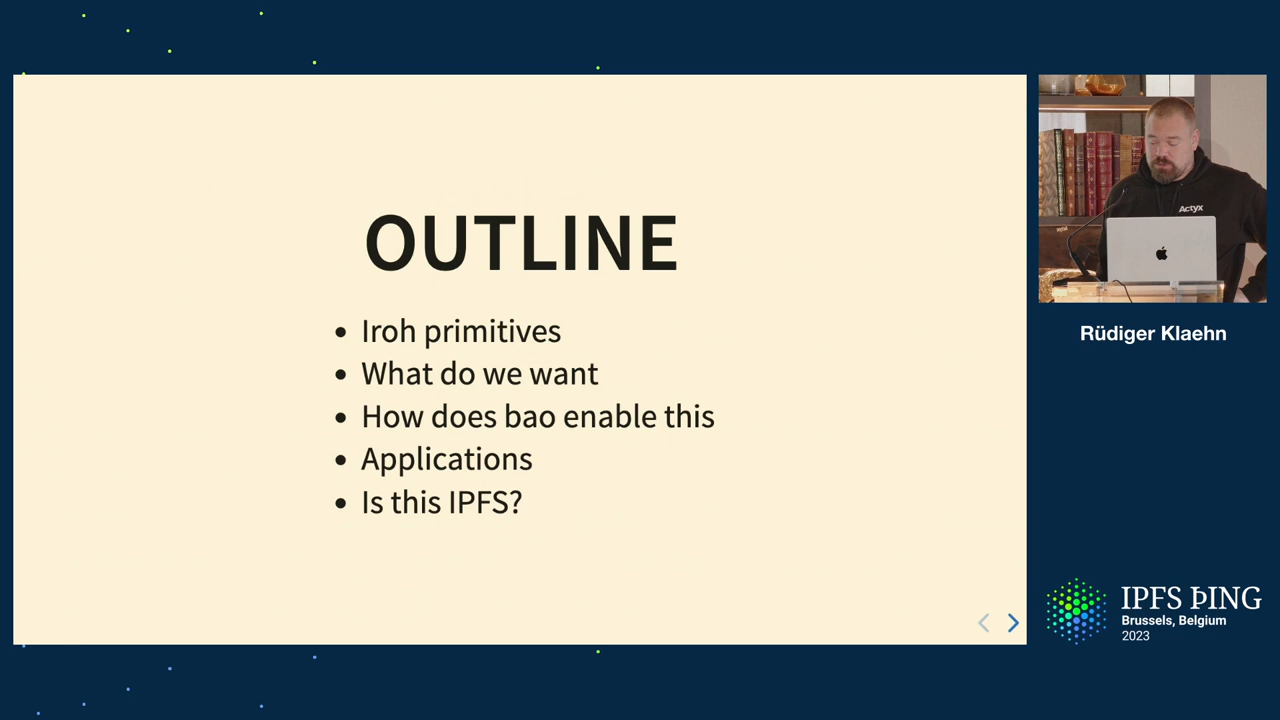 OUTLINE
Iroh primitives
What do we want
How does bao enable this
Applications
Is this IPFS?
Actyx
Rüdiger Klaehn
IPFS ÞING
Brussels, Belgium
2023